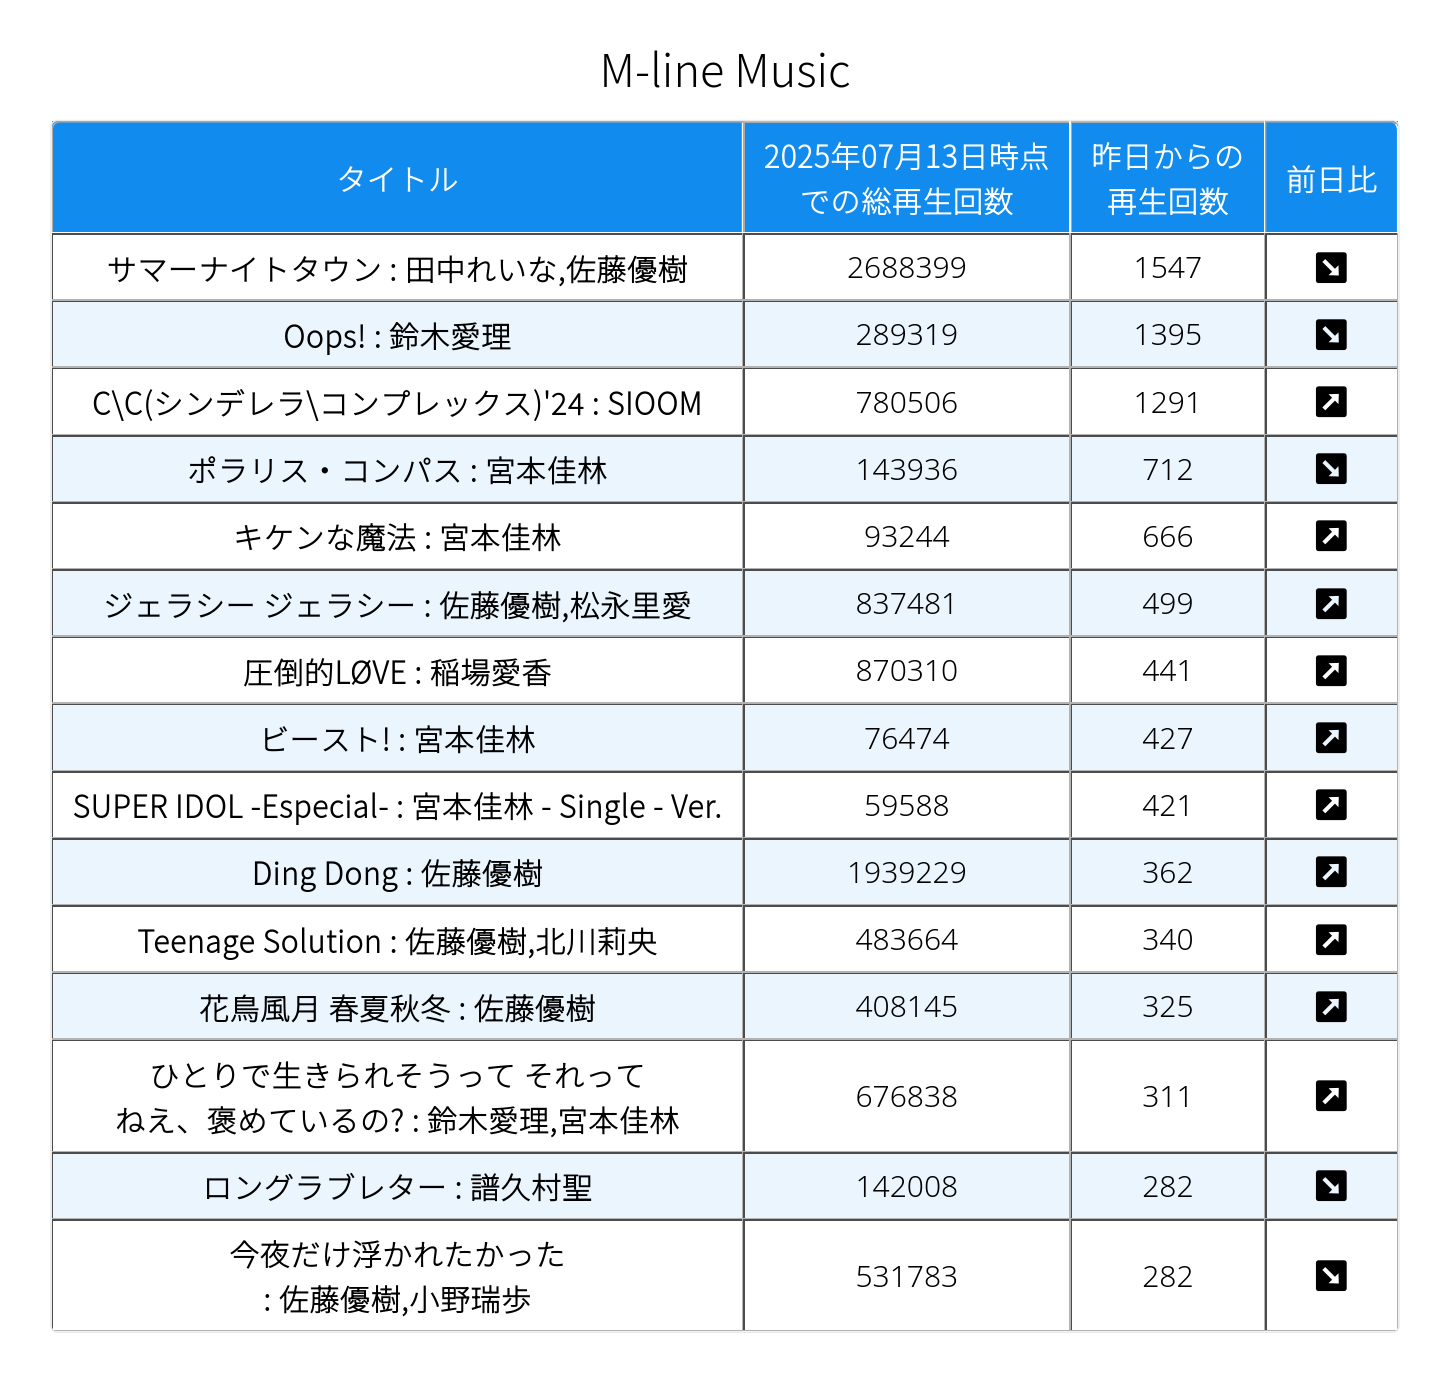 M-line Music
タイトル
2025年07月13日時点
での総再生回数
昨日からの
再生回数
前日比
サマーナイトタウン : 田中れいな,佐藤優樹 2688399 1547
Oops! : 鈴木愛理 289319 1395
C\C(シンデレラ\コンプレックス)'24 : SIOOM 780506 1291
ポラリス・コンパス : 宮本佳林 143936 712
キケンな魔法 : 宮本佳林 93244 666
ジェラシー ジェラシー : 佐藤優樹,松永里愛 837481 499
圧倒的LØVE : 稲場愛香 870310 441
ビースト! : 宮本佳林 76474 427
SUPER IDOL -Especial- : 宮本佳林 - Single - Ver. 59588 421
Ding Dong : 佐藤優樹 1939229 362
Teenage Solution : 佐藤優樹,北川莉央 483664 340
花鳥風月 春夏秋冬 : 佐藤優樹 408145 325
ひとりで生きられそうって それって
ねえ、褒めているの? : 鈴木愛理,宮本佳林 676838 311
ロングラブレター : 譜久村聖 142008 282
今夜だけ浮かれたかった
: 佐藤優樹,小野瑞歩 531783 282